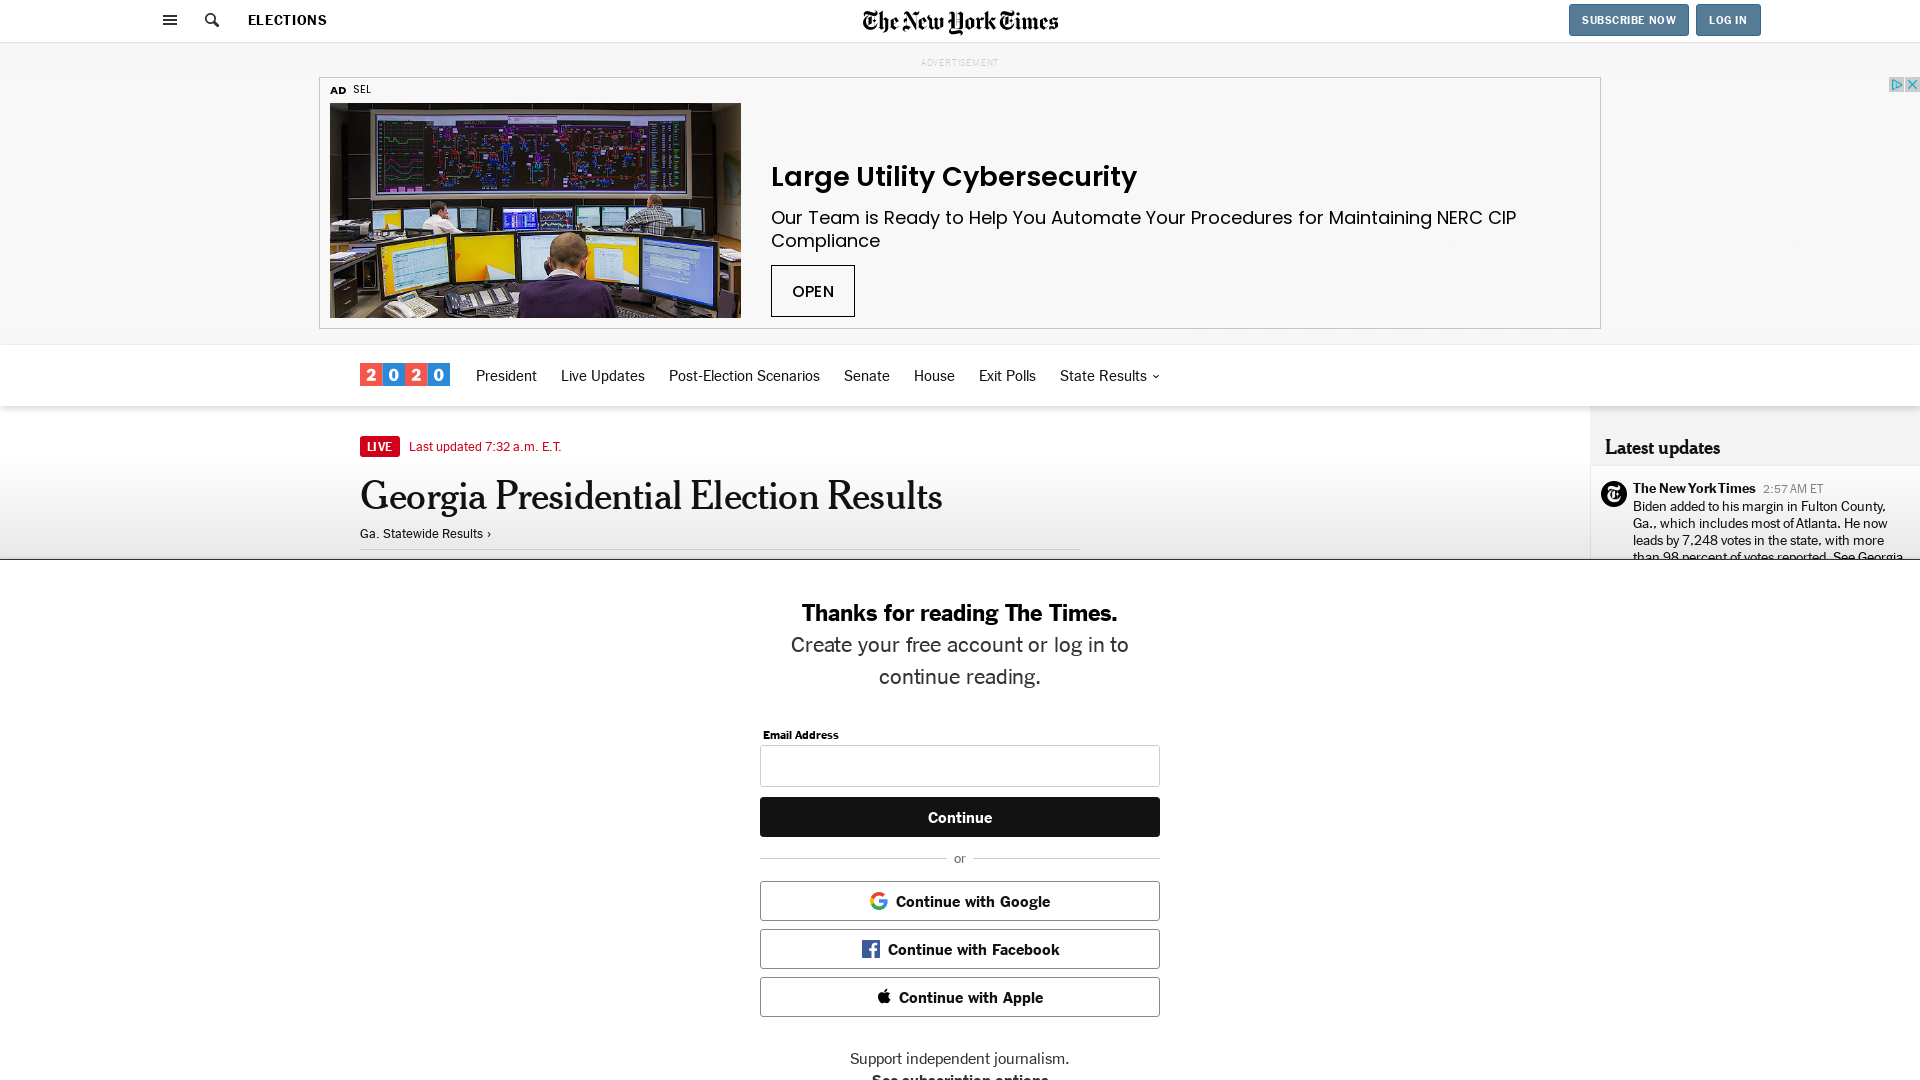 ELECTIONS
The New York Times
SUBSCRIBE NOW
LOG IN
ADVERTISEMENT
AD SEL
Large Utility Cybersecurity
Our Team is Ready to Help You Automate Your Procedures for Maintaining NERC CIP
Compliance
OPEN
2020
President
Live Updates
Post-Election Scenarios
Senate
House
Exit Polls
State Results
LIVE Last updated 7:32 a.m. E.T.
Georgia Presidential Election Results
Ga. Statewide Results ›
Latest updates
The New York Times 2:57 AM ET
Biden added to his margin in Fulton County,
Ga., which includes most of Atlanta. He now
leads by 7,248 votes in the state, with more
than 98 percent of votes reported. See Georgia
Thanks for reading The Times.
Create your free account or log in to
continue reading.
Email Address
Continue
or
Continue with Google
Continue with Facebook
Continue with Apple
Support independent journalism.
See subscription options